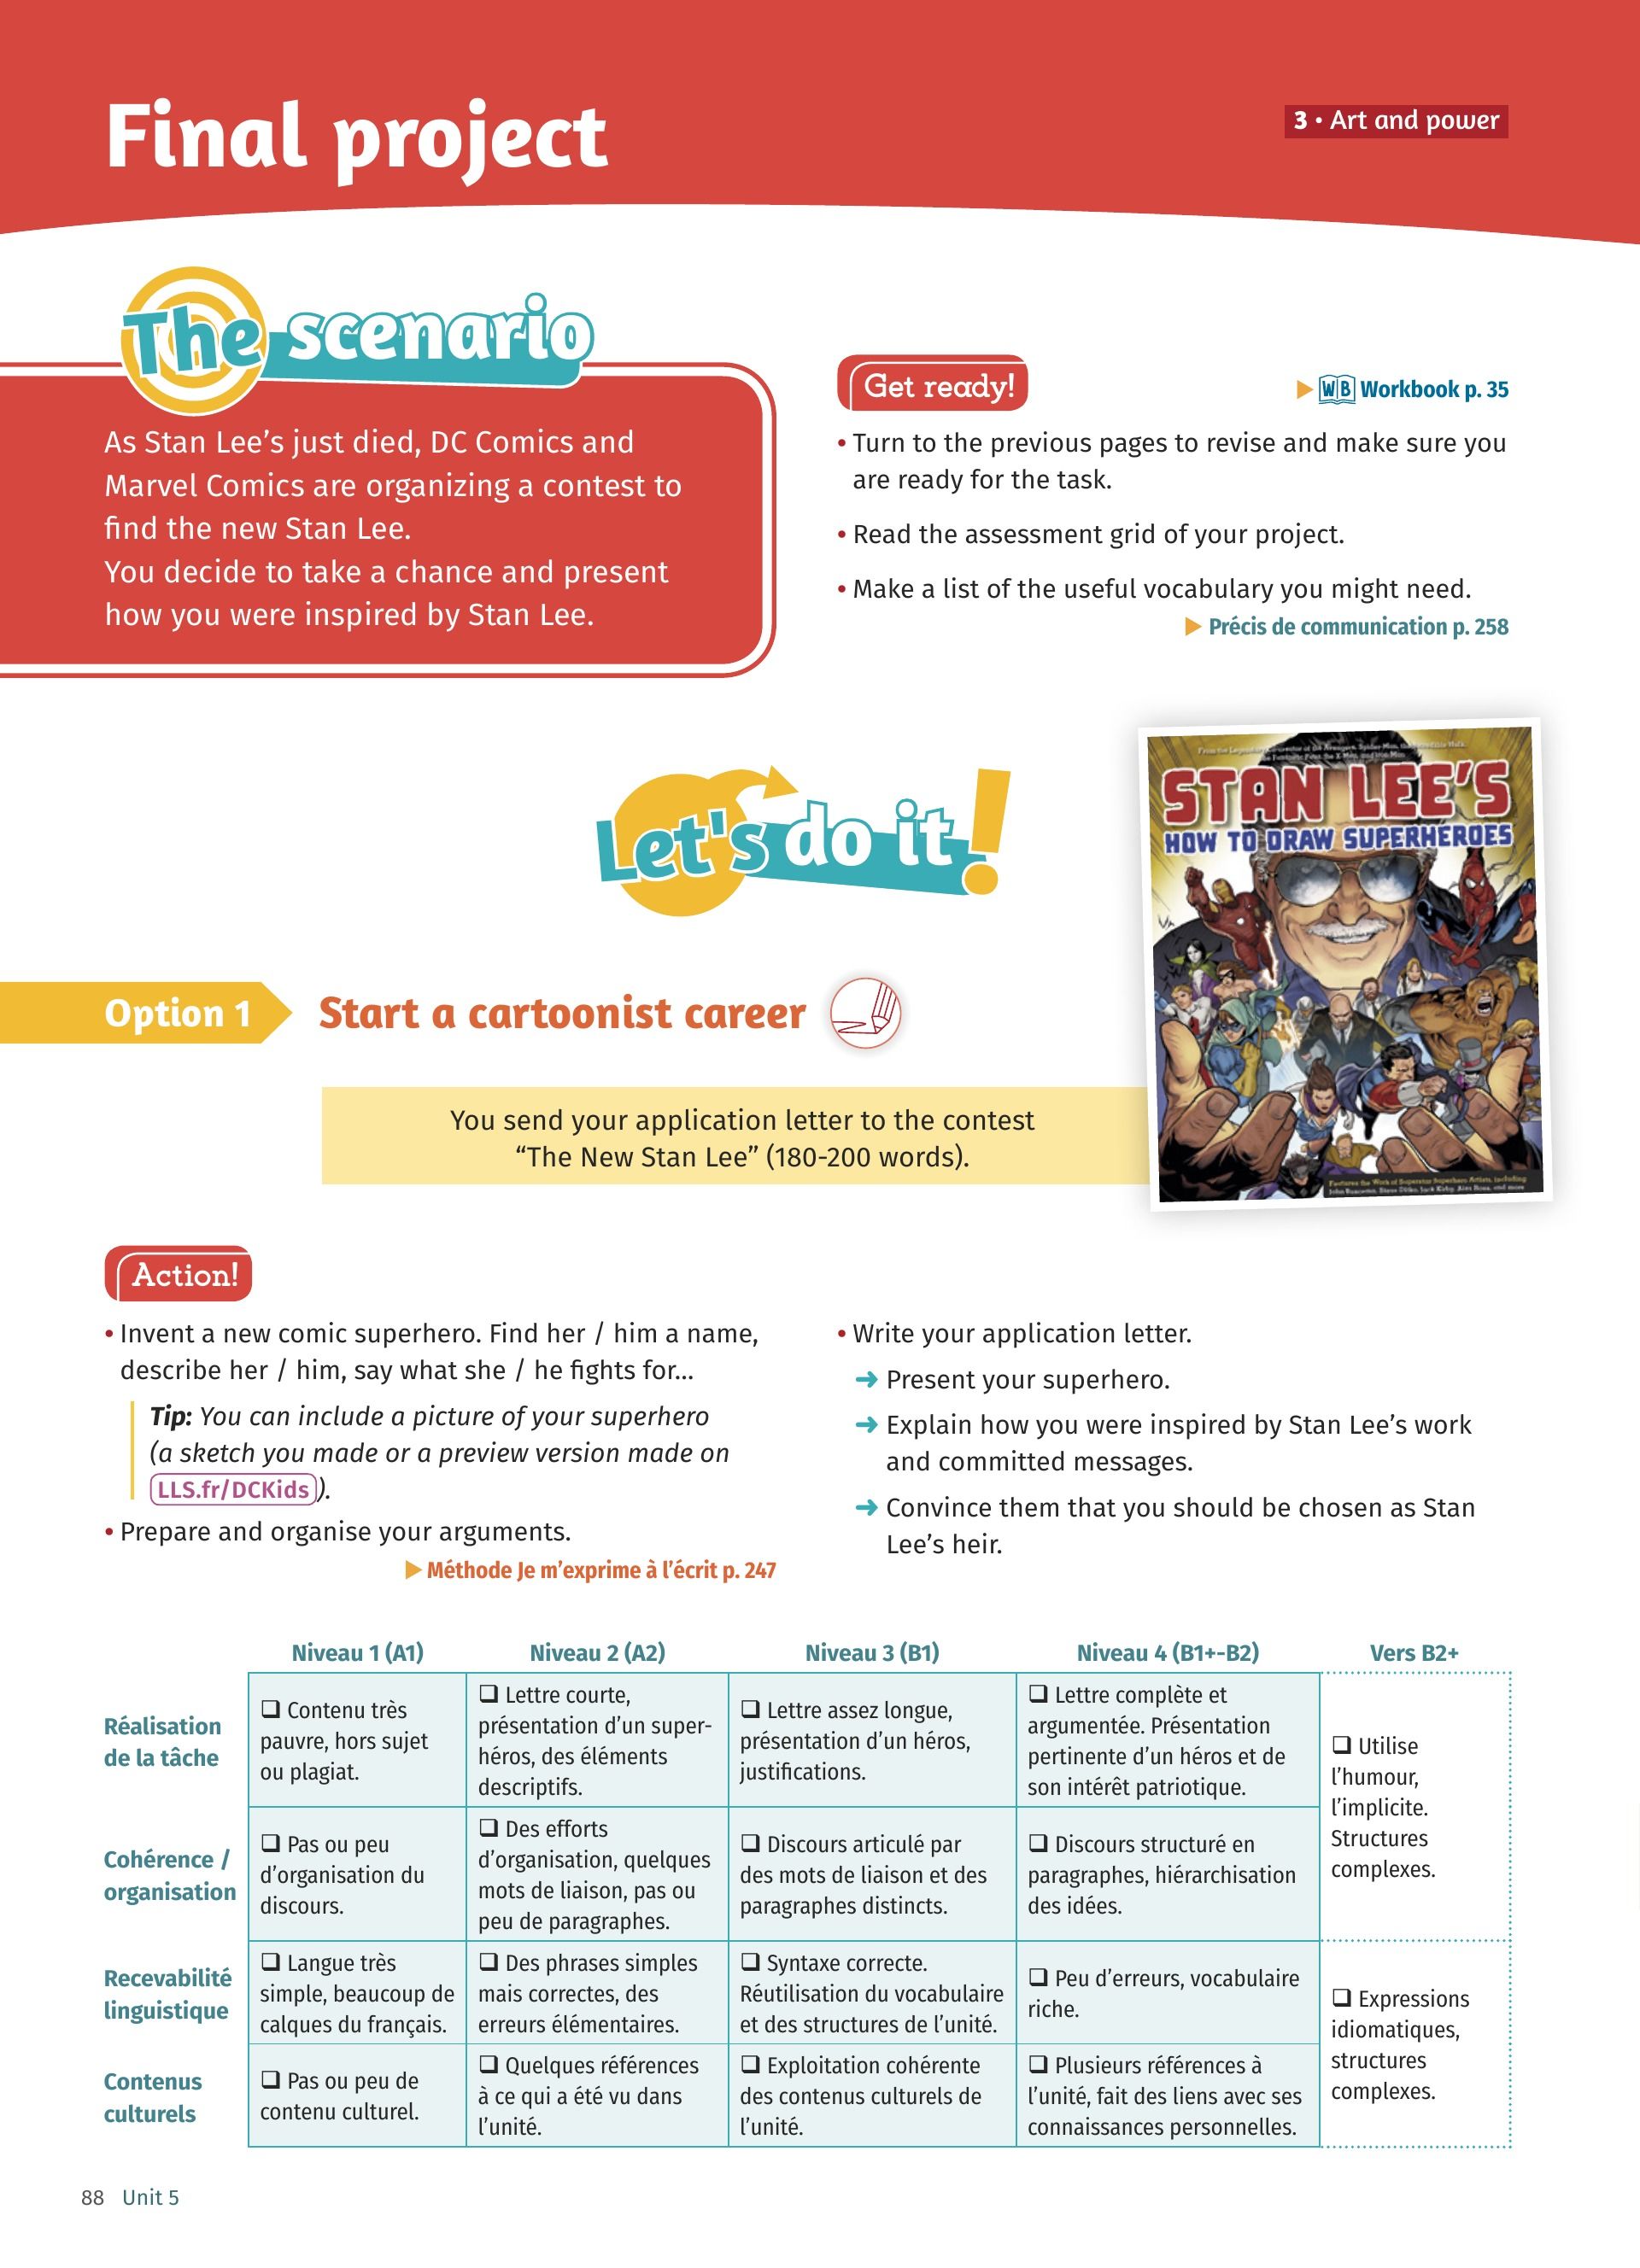 Final project
3 • Art and power
The scenario
As Stan Lee’s just died, DC Comics and
Marvel Comics are organizing a contest to
find the new Stan Lee.
You decide to take a chance and present
how you were inspired by Stan Lee.
Get ready!
WB Workbook p. 35
• Turn to the previous pages to revise and make sure you
are ready for the task.
• Read the assessment grid of your project.
• Make a list of the useful vocabulary you might need.
Précis de communication p. 258
Let's do it!
STAN LEE'S
HOW TO DRAW SUPERHEROES
Option 1
Start a cartoonist career
You send your application letter to the contest
“The New Stan Lee” (180-200 words).
Action!
• Invent a new comic superhero. Find her / him a name,
describe her / him, say what she / he fights for...
Tip: You can include a picture of your superhero
(a sketch you made or a preview version made on
LLS.fr/DCKids ).
• Prepare and organise your arguments.
Méthode Je m’exprime à l’écrit p. 247
• Write your application letter.
➜ Present your superhero.
➜ Explain how you were inspired by Stan Lee’s work
and committed messages.
➜ Convince them that you should be chosen as Stan
Lee’s heir.
Niveau 1 (A1)
Niveau 2 (A2)
Niveau 3 (B1)
Niveau 4 (B1+-B2)
Vers B2+
Réalisation
de la tâche
❑ Contenu très
pauvre, hors sujet
ou plagiat.
❑ Lettre courte,
présentation d’un super-
héros, des éléments
descriptifs.
❑ Lettre assez longue,
présentation d’un héros,
justifications.
❑ Lettre complète et
argumentée. Présentation
pertinente d’un héros et de
son intérêt patriotique.
❑ Utilise
l’humour,
l’implicite.
Structures
complexes.
Cohérence /
organisation
❑ Pas ou peu
d’organisation du
discours.
❑ Des efforts
d’organisation, quelques
mots de liaison, pas ou
peu de paragraphes.
❑ Discours articulé par
des mots de liaison et des
paragraphes distincts.
❑ Discours structuré en
paragraphes, hiérarchisation
des idées.
Recevabilité
linguistique
❑ Langue très
simple, beaucoup de
calques du français.
❑ Des phrases simples
mais correctes, des
erreurs élémentaires.
❑ Syntaxe correcte.
Réutilisation du vocabulaire
et des structures de l’unité.
❑ Peu d’erreurs, vocabulaire
riche.
❑ Expressions
idiomatiques,
structures
complexes.
Contenus
culturels
❑ Pas ou peu de
contenu culturel.
❑ Quelques références
à ce qui a été vu dans
l’unité.
❑ Exploitation cohérente
des contenus culturels de
l’unité.
❑ Plusieurs références à
l’unité, fait des liens avec ses
connaissances personnelles.
88 Unit 5